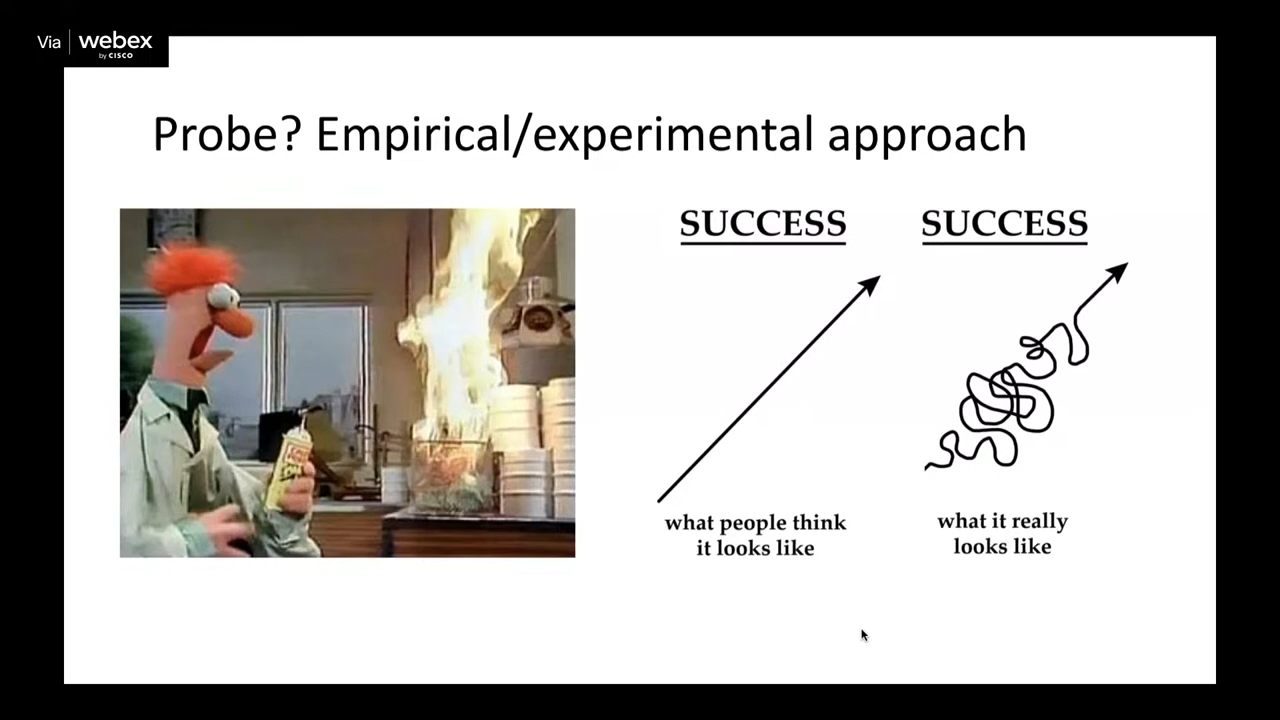 Via webex
by CISCO
Probe? Empirical/experimental approach
SUCCESS
what people think
it looks like
SUCCESS
what it really
looks like